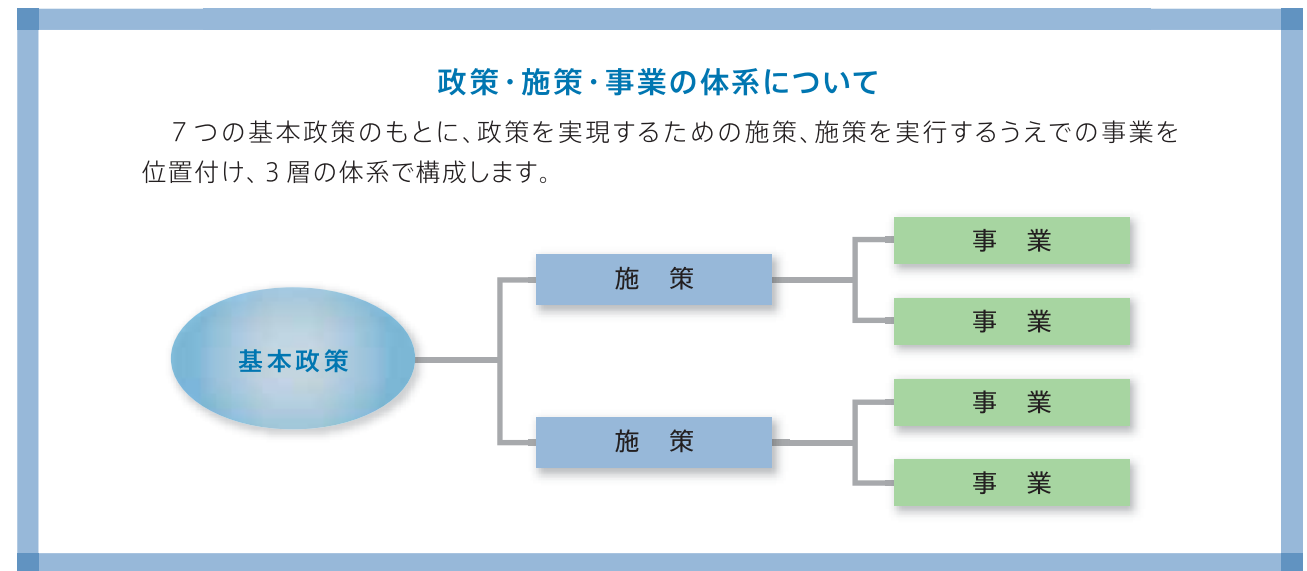 政策・施策・事業の体系について
７つの基本政策のもとに、政策を実現するための施策、施策を実行するうえでの事業を
位置付け、３層の体系で構成します。
事　業
施　策
事　業
基本政策
事　業
施　策
事　業